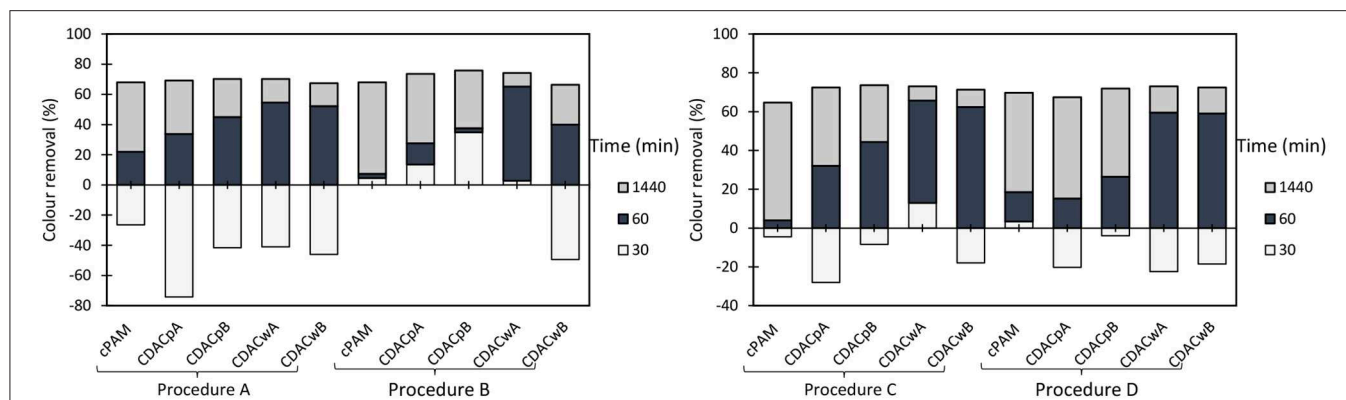 Colour removal (%)
100
80
60
40
20
0
-20
-40
-60
-80
cPAM
CDACpA
CDACpB
CDACwA
CDACwB
cPAM
CDACpA
CDACpB
CDACwA
CDACwB
Procedure A
Procedure B
Time (min)
1440
60
30
Colour removal (%)
100
80
60
40
20
0
-20
-40
cPAM
CDACpA
CDACpB
CDACwA
CDACwB
cPAM
CDACpA
CDACpB
CDACwA
CDACwB
Procedure C
Procedure D
Time (min)
1440
60
30